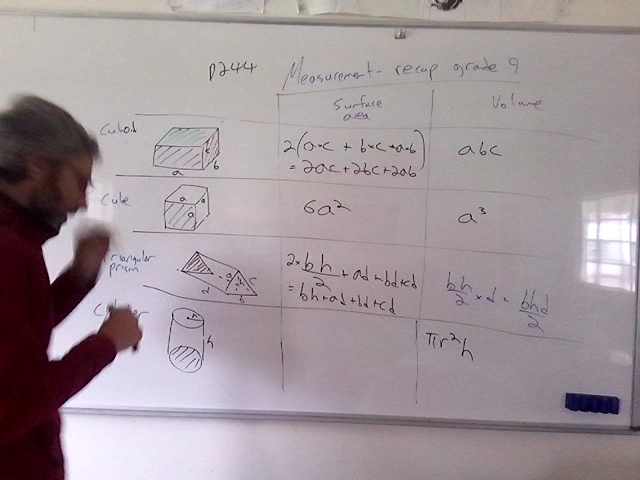 p244 Measurement - recap grade 9
Surface area
Volume
Cuboid
a
b
c
2(a×c + b×c + a×b)
= 2ac + 2bc + 2ab
abc
Cube
a
a
a
6a²
a³
prism
a
c
h
d
b
2× bh/2 + ad + bd + cd
= bh + ad + bd + cd
bh/2 × d = bhd/2
r
h
πr²h